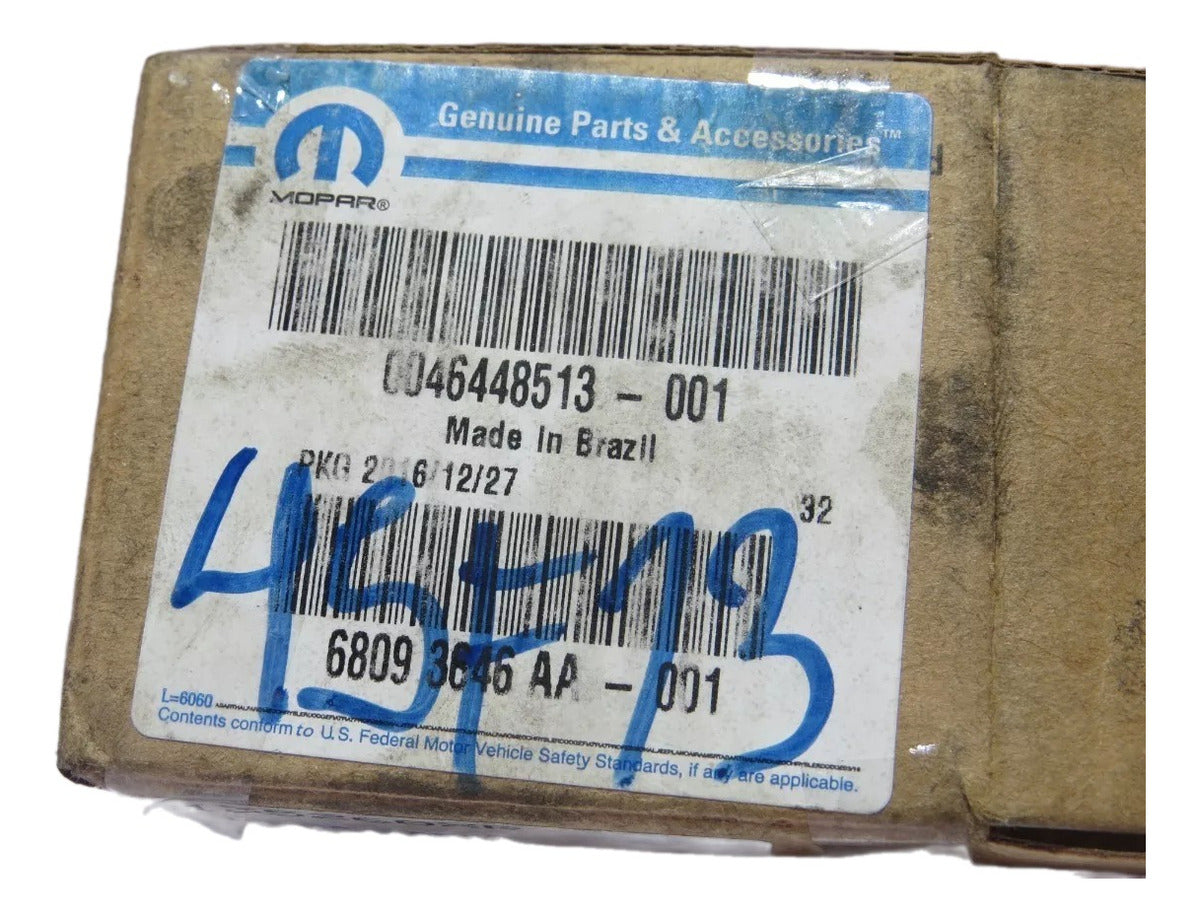 Genuine Parts & Accessories™
MOPAR®
0046448513 - 001
Made In Brazil
PKG 2016/12/27
32
6809 3646 AA - 001
L=6060
Contents conform to U.S. Federal Motor Vehicle Safety Standards, if any are applicable.